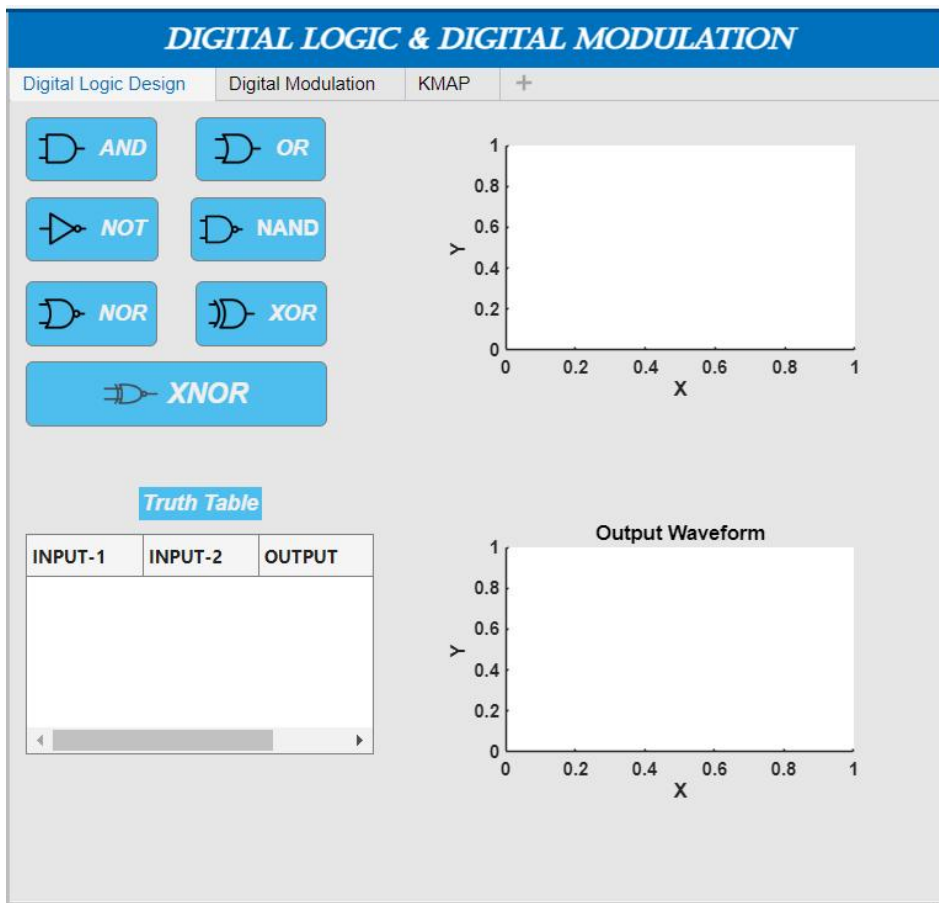 DIGITAL LOGIC & DIGITAL MODULATION
Digital Logic Design Digital Modulation KMAP +
AND OR
NOT NAND
NOR XOR
XNOR
1
0.8
0.6
0.4
0.2
0
Y
0 0.2 0.4 0.6 0.8 1
X
Truth Table
INPUT-1 INPUT-2 OUTPUT
Output Waveform
1
0.8
0.6
0.4
0.2
0
Y
0 0.2 0.4 0.6 0.8 1
X